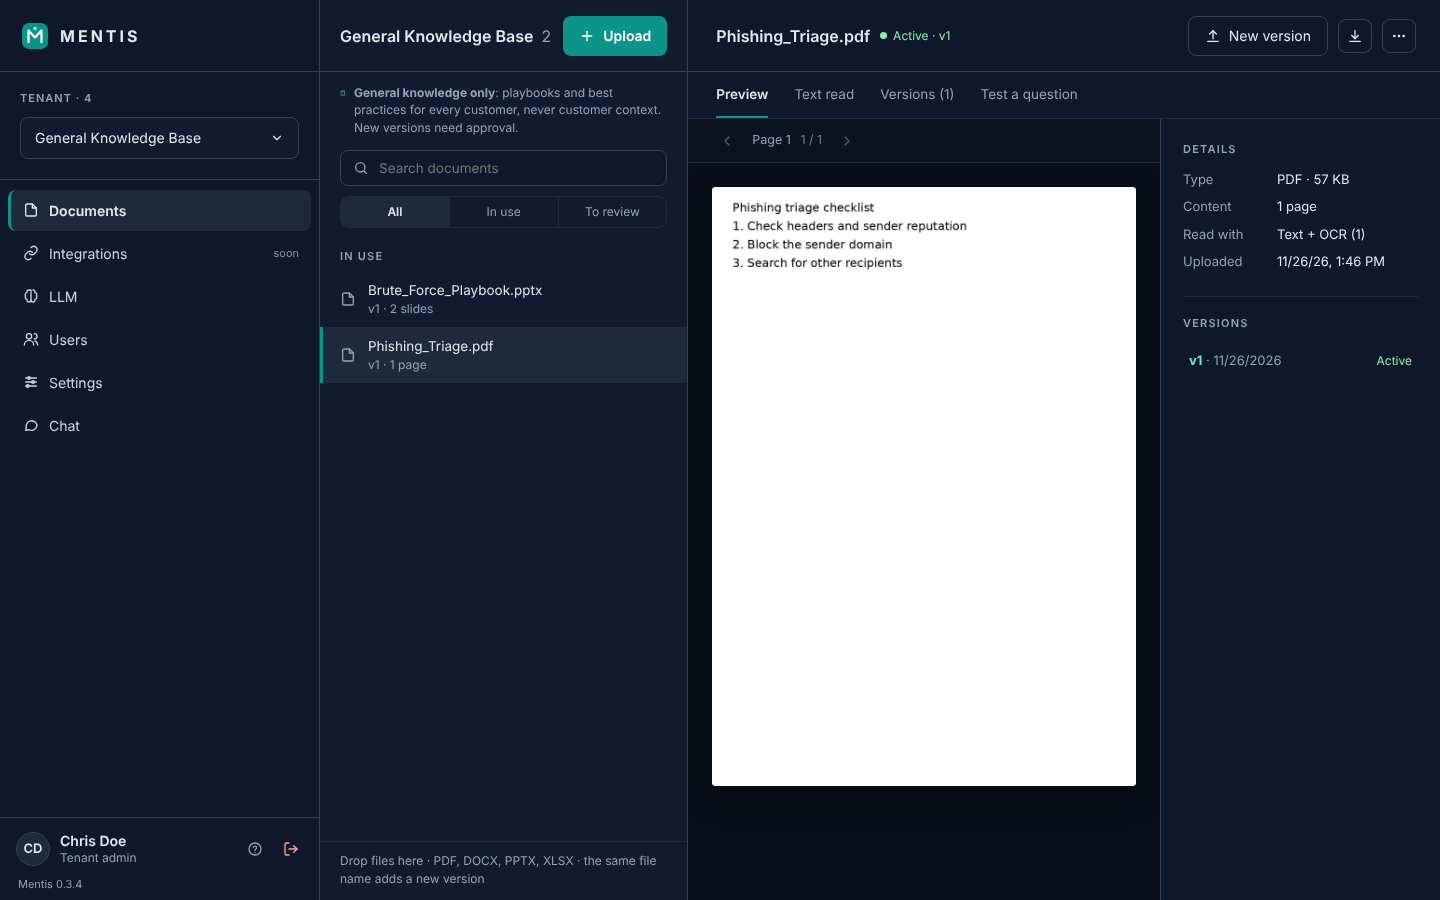 MENTIS
TENANT · 4
General Knowledge Base
Documents
Integrations soon
LLM
Users
Settings
Chat
CD
Chris Doe
Tenant admin
Mentis 0.3.4
General Knowledge Base 2
Upload
General knowledge only: playbooks and best
practices for every customer, never customer context.
New versions need approval.
Search documents
All In use To review
IN USE
Brute_Force_Playbook.pptx
v1 · 2 slides
Phishing_Triage.pdf
v1 · 1 page
Drop files here · PDF, DOCX, PPTX, XLSX · the same file
name adds a new version
Phishing_Triage.pdf Active · v1
New version
Preview Text read Versions (1) Test a question
Page 1 1 / 1
Phishing triage checklist
1. Check headers and sender reputation
2. Block the sender domain
3. Search for other recipients
DETAILS
Type PDF · 57 KB
Content 1 page
Read with Text + OCR (1)
Uploaded 11/26/26, 1:46 PM
VERSIONS
v1 · 11/26/2026 Active